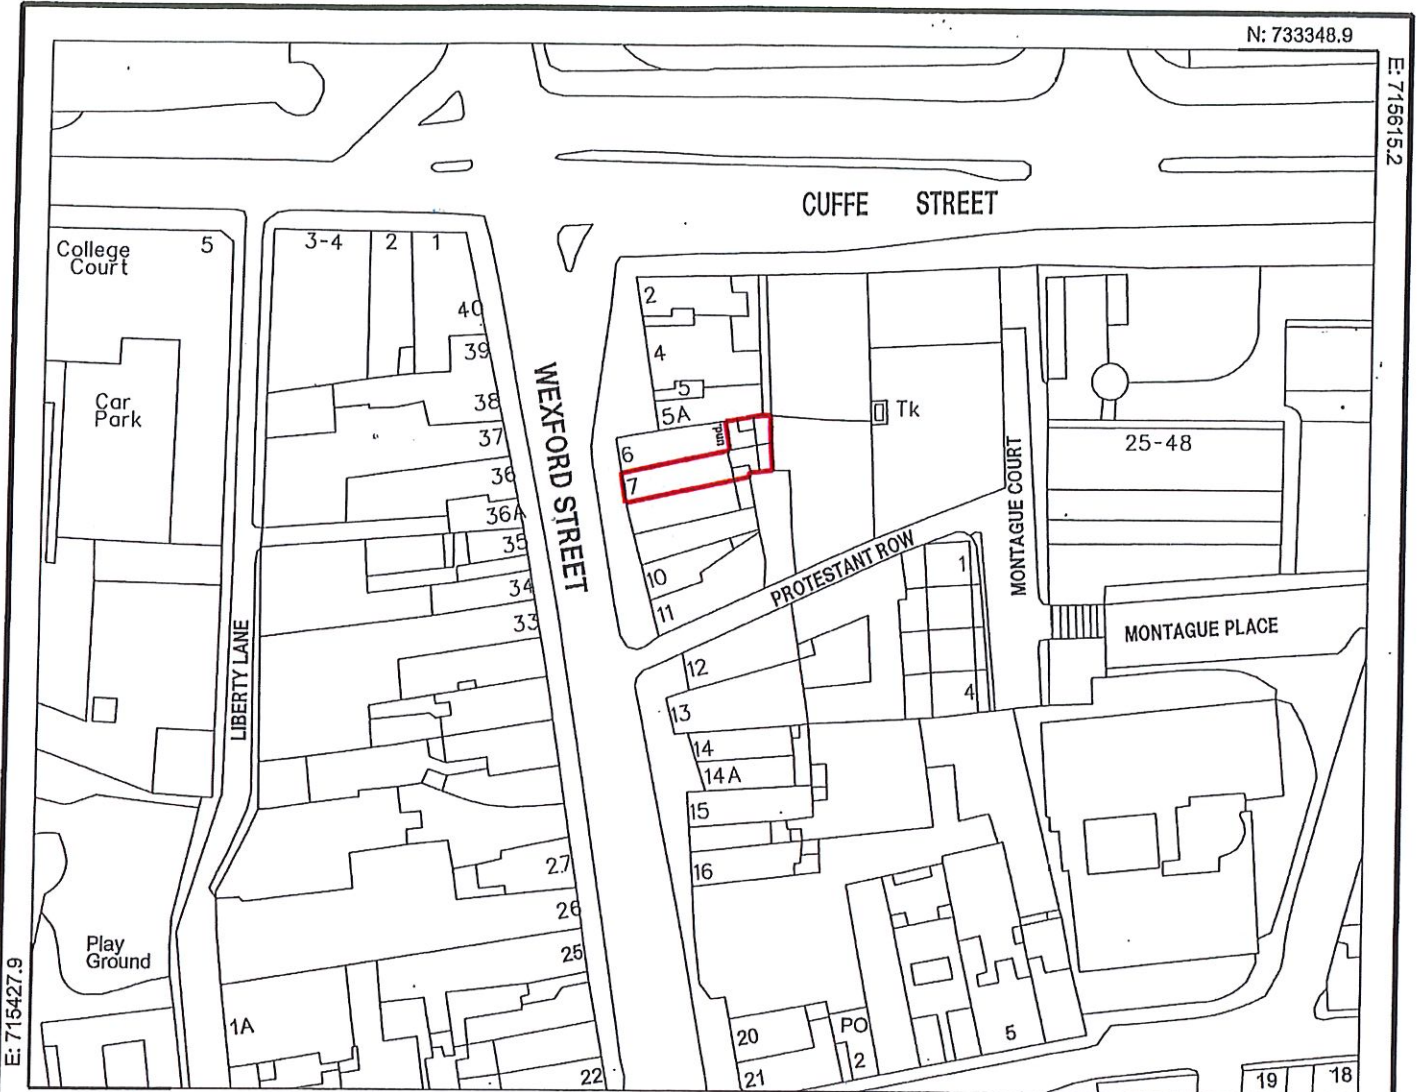 N: 733348.9
E: 715615.2
CUFFE STREET
College
Court
5
3-4
2
1
40
39
38
37
36
36A
35
34
33
27
26
25
22
Car
Park
WEXFORD STREET
2
4
5
5A
6
und
7
10
11
Tk
25-48
MONTAGUE COURT
PROTESTANT ROW
1
4
MONTAGUE PLACE
LIBERTY LANE
12
13
14
14A
15
16
20
21
PO
2
5
19
18
Play
Ground
1A
E: 715427.9